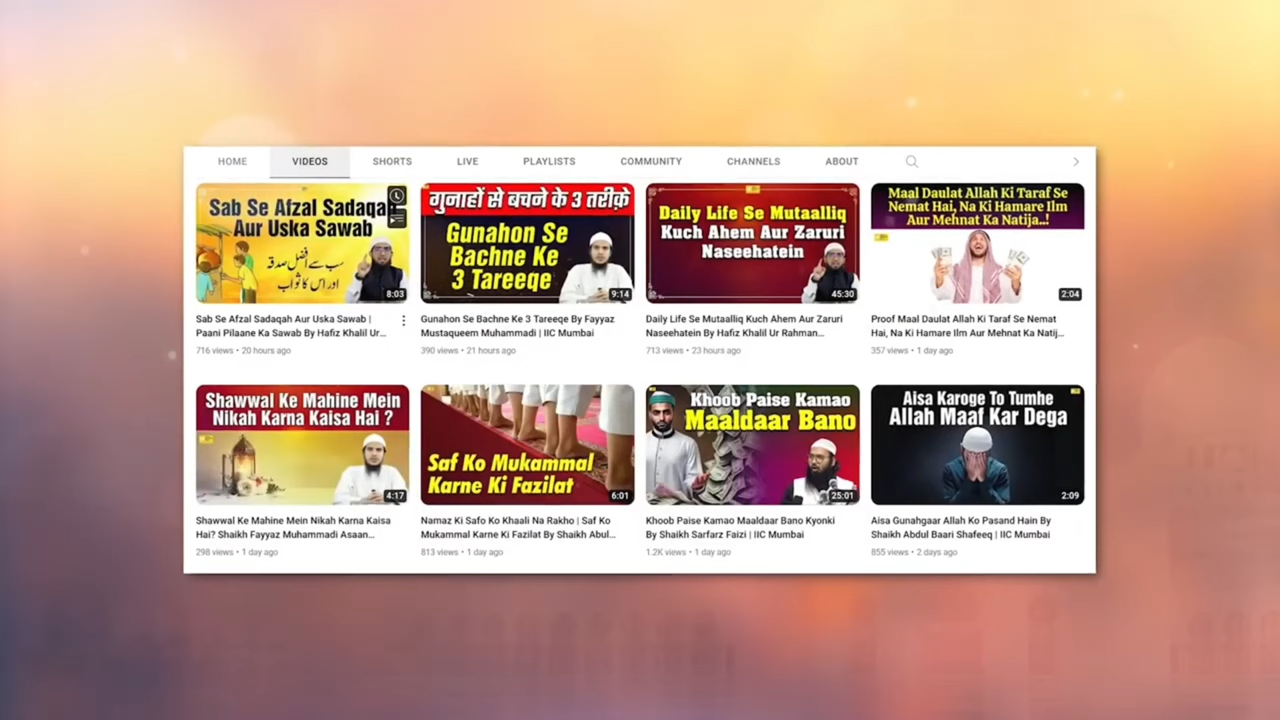 HOME VIDEOS SHORTS LIVE PLAYLISTS COMMUNITY CHANNELS ABOUT
Sab Se Afzal Sadaqah
Aur Uska Sawab
سب سے افضل صدقہ
اور اس کا ثواب
8:03
Sab Se Afzal Sadaqah Aur Uska Sawab |
Paani Pilaane Ka Sawab By Hafiz Khalil Ur...
716 views • 20 hours ago
गुनाहों से बचने के 3 तरीक़े
Gunahon Se
Bachne Ke
3 Tareeqe
9:14
Gunahon Se Bachne Ke 3 Tareeqe By Fayyaz
Mustaqueem Muhammadi | IIC Mumbai
390 views • 21 hours ago
Daily Life Se Mutaalliq
Kuch Ahem Aur Zaruri
Naseehatein
45:30
Daily Life Se Mutaalliq Kuch Ahem Aur Zaruri
Naseehatein By Hafiz Khalil Ur Rahman...
713 views • 23 hours ago
Maal Daulat Allah Ki Taraf Se
Nemat Hai, Na Ki Hamare Ilm
Aur Mehnat Ka Natija..!
2:04
Proof Maal Daulat Allah Ki Taraf Se Nemat
Hai, Na Ki Hamare Ilm Aur Mehnat Ka Natij...
357 views • 1 day ago
Shawwal Ke Mahine Mein
Nikah Karna Kaisa Hai ?
4:17
Shawwal Ke Mahine Mein Nikah Karna Kaisa
Hai? Shaikh Fayyaz Muhammadi Asaan...
298 views • 1 day ago
Saf Ko Mukammal
Karne Ki Fazilat
6:01
Namaz Ki Safo Ko Khaali Na Rakho | Saf Ko
Mukammal Karne Ki Fazilat By Shaikh Abul...
813 views • 1 day ago
Khoob Paise Kamao
Maaldaar Bano
25:01
Khoob Paise Kamao Maaldaar Bano Kyonki
By Shaikh Sarfarz Faizi | IIC Mumbai
1.2K views • 1 day ago
Aisa Karoge To Tumhe
Allah Maaf Kar Dega
2:09
Aisa Gunahgaar Allah Ko Pasand Hain By
Shaikh Abdul Baari Shafeeq | IIC Mumbai
855 views • 2 days ago